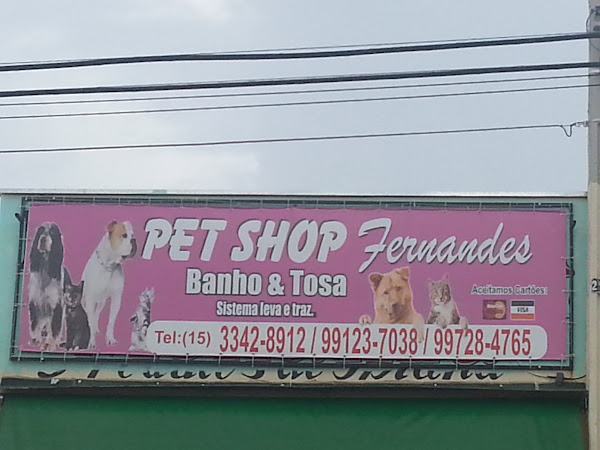 PET SHOP Fernandes
Banho & Tosa
Sistema leva e traz.
Aceitamos Cartões:
VISA
Tel:(15) 3342-8912 / 99123-7038 / 99728-4765